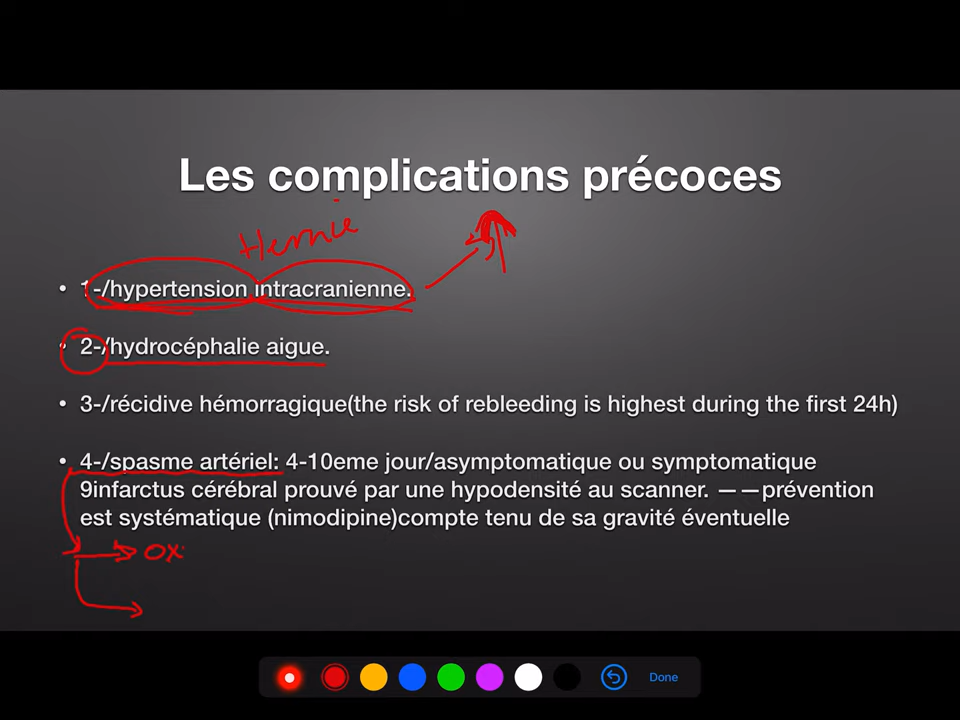 Les complications précoces
Hernie
• 1-/hypertension intracranienne.
• 2-/hydrocéphalie aigue.
• 3-/récidive hémorragique(the risk of rebleeding is highest during the first 24h)
• 4-/spasme artériel: 4-10eme jour/asymptomatique ou symptomatique
9infarctus cérébral prouvé par une hypodensité au scanner. ——prévention
est systématique (nimodipine)compte tenu de sa gravité éventuelle
ox
Done